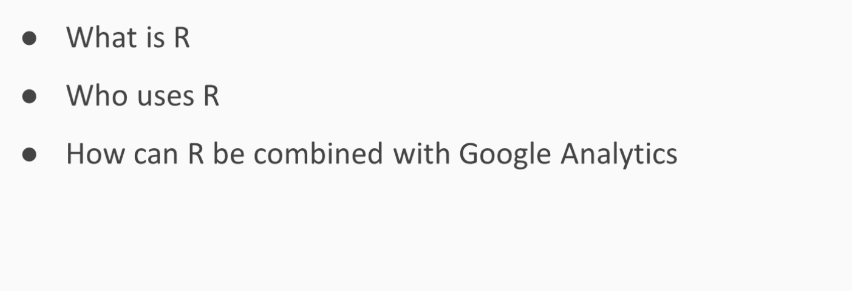 ● What is R
● Who uses R
● How can R be combined with Google Analytics